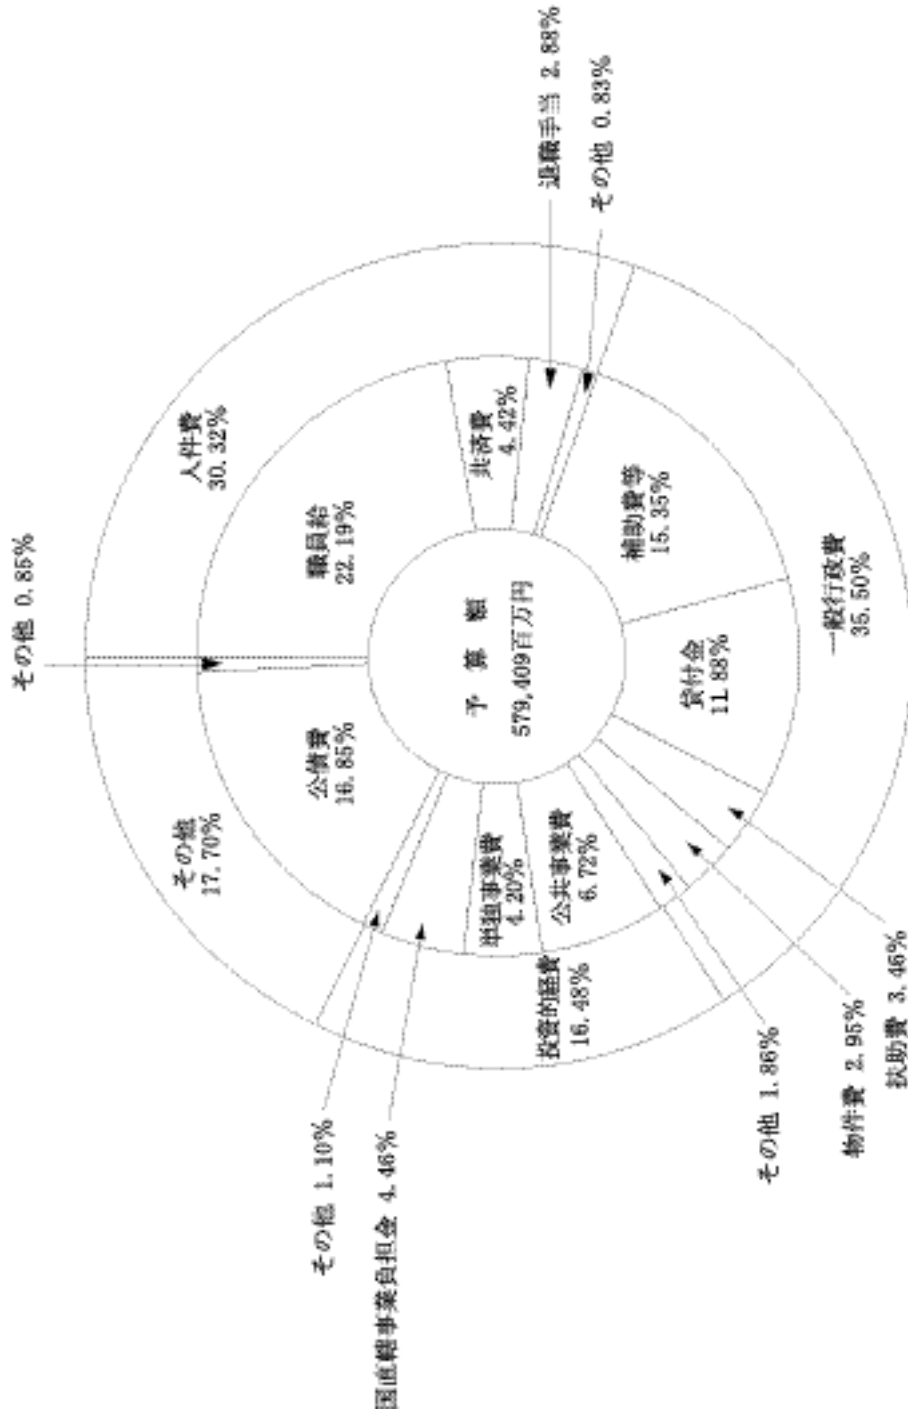 予 算 額
579,409百万円
人件費
30.32%
職員給
22.19%
共済費
4.42%
退職手当 2.88%
その他 0.83%
一般行政費
35.50%
補助費等
15.35%
貸付金
11.88%
扶助費 3.46%
物件費 2.95%
その他 1.86%
投資的経費
16.48%
公共事業費
6.72%
単独事業費
4.20%
国直轄事業負担金 4.46%
その他 1.10%
その他
17.70%
公債費
16.85%
その他 0.85%